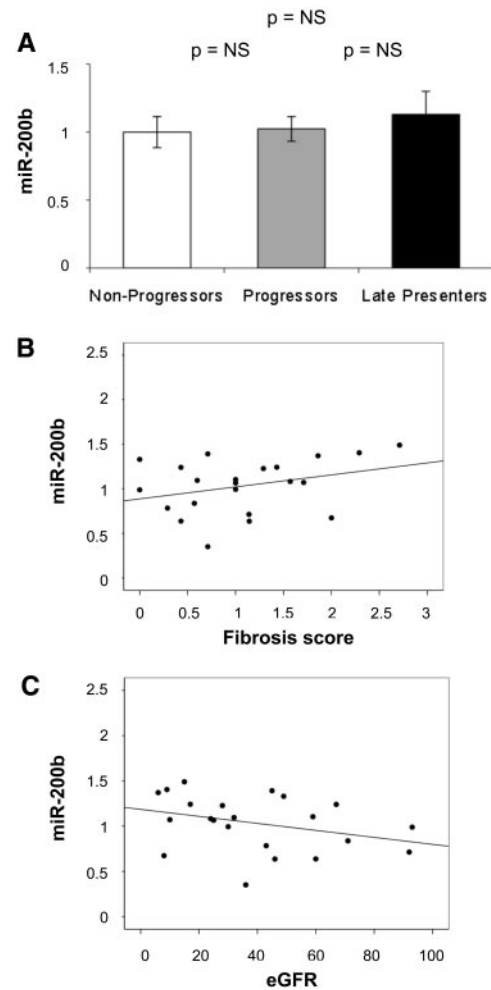 p = NS
A
p = NS p = NS
1.5
1
0.5
0
miR-200b
Non-Progressors Progressors Late Presenters
B
2.5
2
1.5
1
0.5
0
miR-200b
0 0.5 1.0 1.5 2 2.5 3
Fibrosis score
C
2.5
2
1.5
1
0.5
0
miR-200b
0 20 40 60 80 100
eGFR